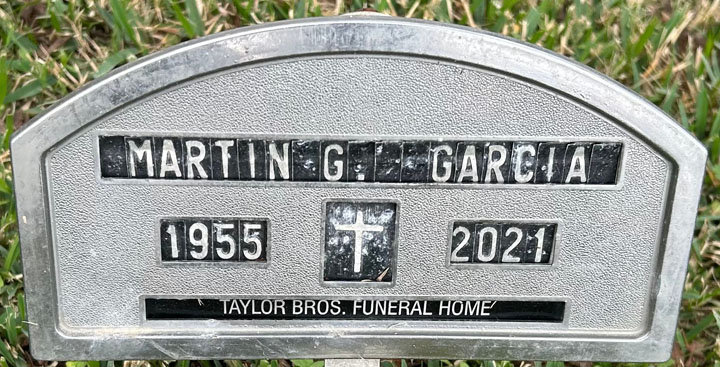 MARTIN G. GARCIA
1955 2021
TAYLOR BROS. FUNERAL HOME